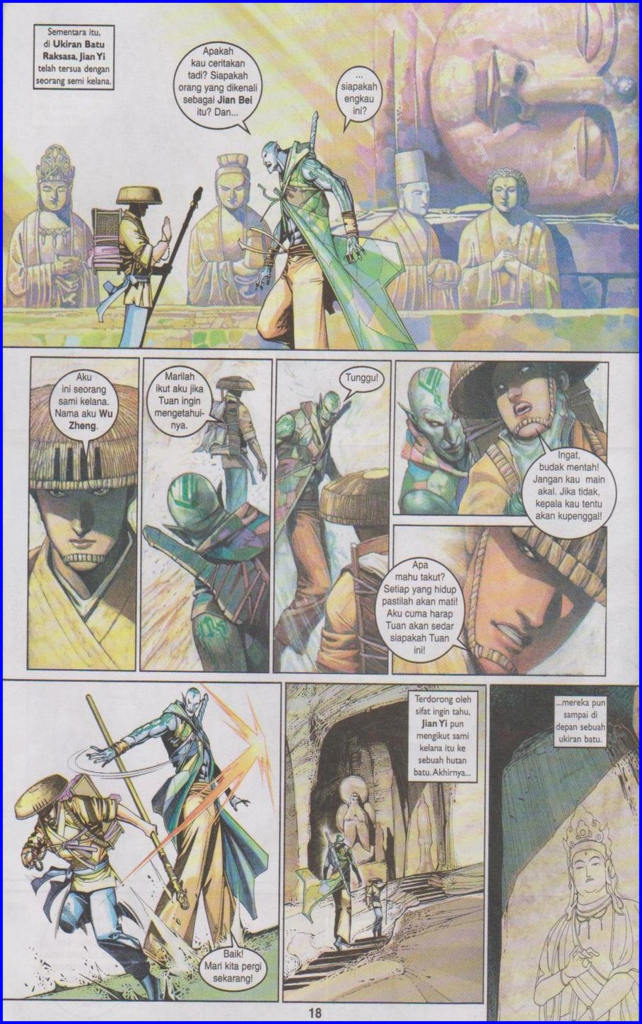 Sementara itu,
di Ukiran Batu
Raksasa, Jian Yi
telah tersua dengan
seorang semi kelana.
Apakah
kau ceritakan
tadi? Siapakah
orang yang dikenali
sebagai Jian Bei
itu? Dan...
... siapakah
engkau
ini?
Aku
ini seorang
sami kelana.
Nama aku Wu
Zheng.
Marilah
ikut aku jika
Tuan ingin
mengetahui-
nya.
Tunggu!
Ingat,
budak mentah!
Jangan kau main
akal. Jika tidak,
kepala kau tentu
akan kupenggal!
Apa
mahu takut?
Setiap yang hidup
pastilah akan mati!
Aku cuma harap
Tuan akan sedar
siapakah Tuan
ini!
Baik!
Mari kita pergi
sekarang!
Terdorong oleh
sifat ingin tahu,
Jian Yi pun
mengikut sami
kelana itu ke
sebuah hutan
batu. Akhirnya...
...mereka pun
sampai di
depan sebuah
ukiran batu.
18